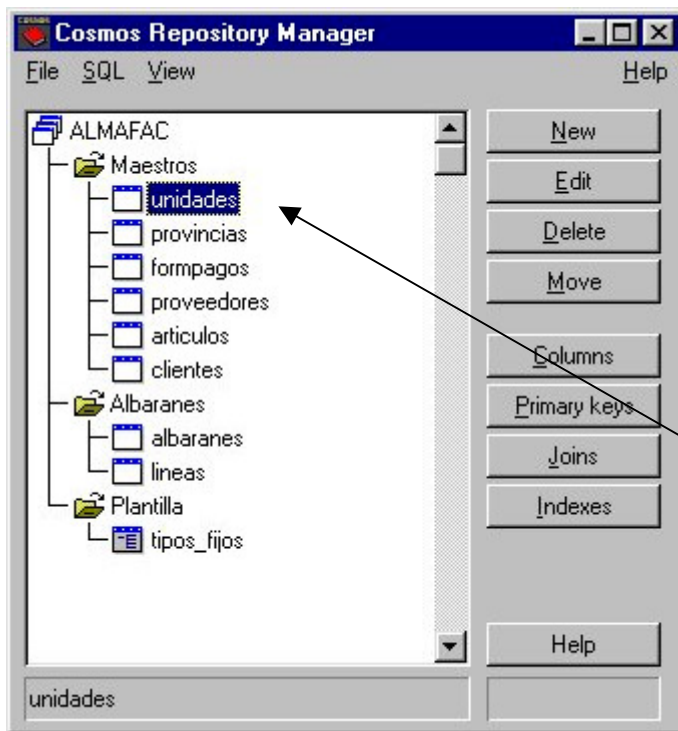 Cosmos Repository Manager
File SQL View Help
ALMAFAC
Maestros
unidades
provincias
formpagos
proveedores
articulos
clientes
Albaranes
albaranes
lineas
Plantilla
tipos_fijos
New
Edit
Delete
Move
Columns
Primary keys
Joins
Indexes
Help
unidades